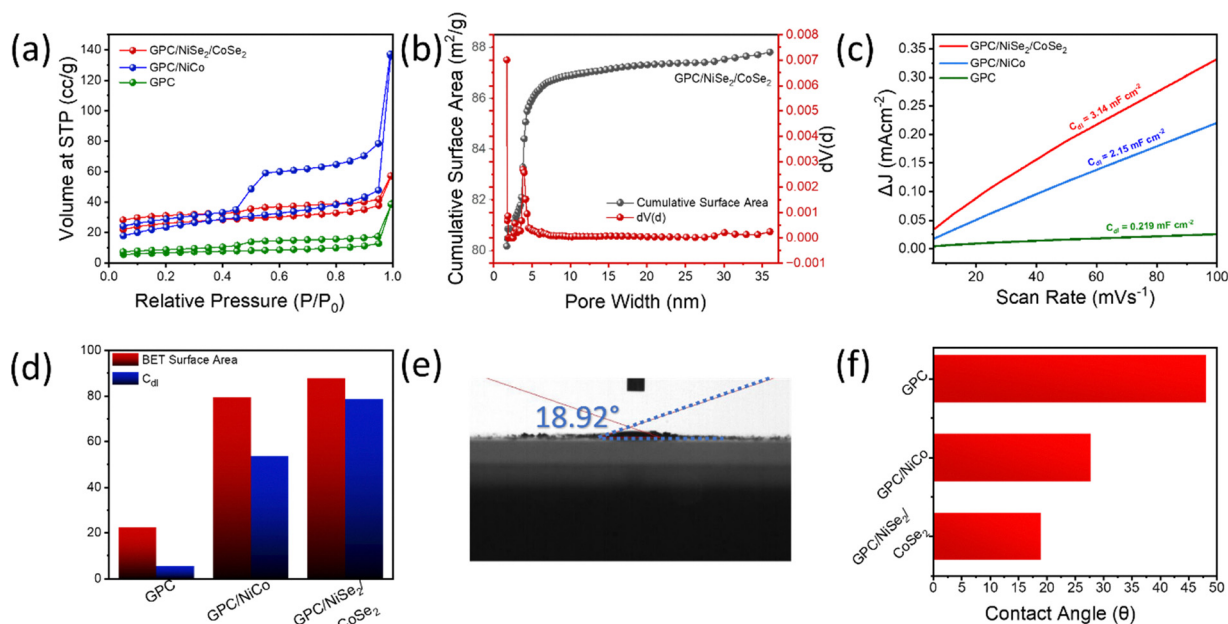 (a)
Volume at STP (cc/g)
140
120
100
80
60
40
20
0
GPC/NiSe₂/CoSe₂
GPC/NiCo
GPC
0.0 0.2 0.4 0.6 0.8 1.0
Relative Pressure (P/P₀)
(b)
Cumulative Surface Area (m²/g)
88
86
84
82
80
GPC/NiSe₂/CoSe₂
Cumulative Surface Area
dV(d)
0.008
0.007
0.006
0.005
0.004
0.003
0.002
0.001
0.000
−0.001
dV(d)
0 5 10 15 20 25 30 35
Pore Width (nm)
(c)
ΔJ (mAcm⁻²)
0.35
0.30
0.25
0.20
0.15
0.10
0.05
0.00
GPC/NiSe₂/CoSe₂
GPC/NiCo
GPC
C_dl = 3.14 mF cm⁻²
C_dl = 2.15 mF cm⁻²
C_dl = 0.219 mF cm⁻²
20 40 60 80 100
Scan Rate (mVs⁻¹)
(d)
100
80
60
40
20
0
BET Surface Area
C_dl
GPC
GPC/NiCo
GPC/NiSe₂/
CoSe₂
(e)
18.92°
(f)
GPC
GPC/NiCo
GPC/NiSe₂/
CoSe₂
0 5 10 15 20 25 30 35 40 45 50
Contact Angle (θ)